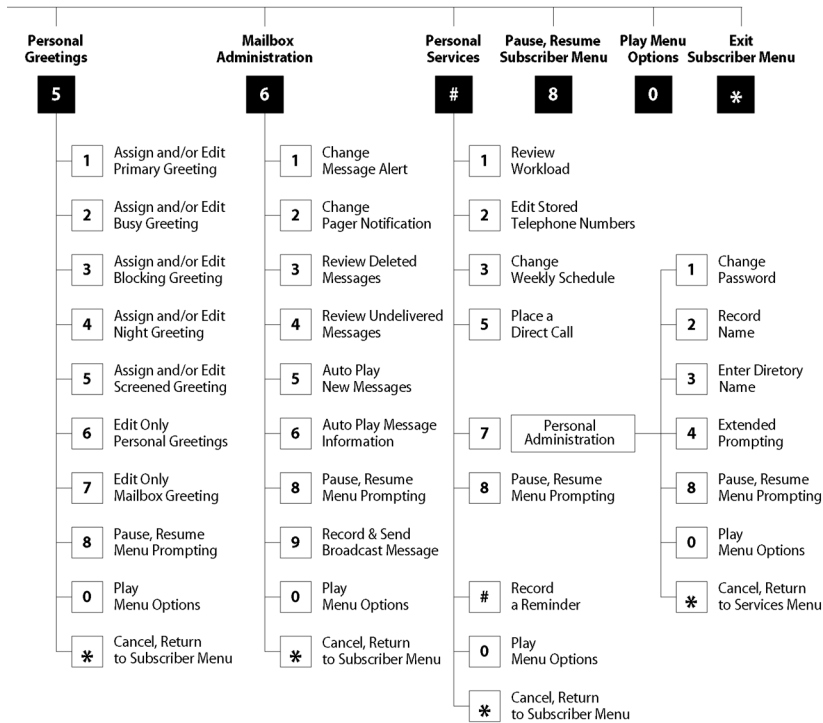 Personal
Greetings
5
1
Assign and/or Edit
Primary Greeting
2
Assign and/or Edit
Busy Greeting
3
Assign and/or Edit
Blocking Greeting
4
Assign and/or Edit
Night Greeting
5
Assign and/or Edit
Screened Greeting
6
Edit Only
Personal Greetings
7
Edit Only
Mailbox Greeting
8
Pause, Resume
Menu Prompting
0
Play
Menu Options
*
Cancel, Return
to Subscriber Menu
Mailbox
Administration
6
1
Change
Message Alert
2
Change
Pager Notification
3
Review Deleted
Messages
4
Review Undelivered
Messages
5
Auto Play
New Messages
6
Auto Play Message
Information
8
Pause, Resume
Menu Prompting
9
Record & Send
Broadcast Message
0
Play
Menu Options
*
Cancel, Return
to Subscriber Menu
Personal
Services
#
1
Review
Workload
2
Edit Stored
Telephone Numbers
3
Change
Weekly Schedule
5
Place a
Direct Call
7
Personal
Administration
8
Pause, Resume
Menu Prompting
#
Record
a Reminder
0
Play
Menu Options
*
Cancel, Return
to Subscriber Menu
1
Change
Password
2
Record
Name
3
Enter Diretory
Name
4
Extended
Prompting
8
Pause, Resume
Menu Prompting
0
Play
Menu Options
*
Cancel, Return
to Services Menu
Pause, Resume
Subscriber Menu
8
Play Menu
Options
0
Exit
Subscriber Menu
*